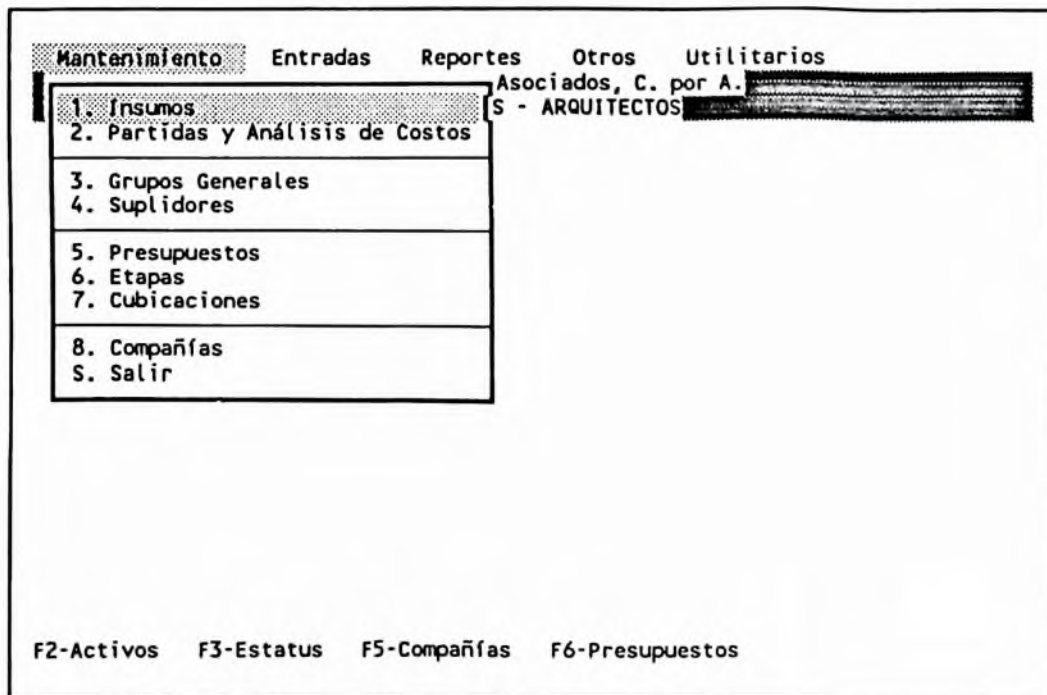 Mantenimiento Entradas Reportes Otros Utilitarios
Asociados, C. por A.
1. Insumos S - ARQUITECTOS
2. Partidas y Análisis de Costos
3. Grupos Generales
4. Suplidores
5. Presupuestos
6. Etapas
7. Cubicaciones
8. Compañías
S. Salir
F2-Activos F3-Estatus F5-Compañías F6-Presupuestos